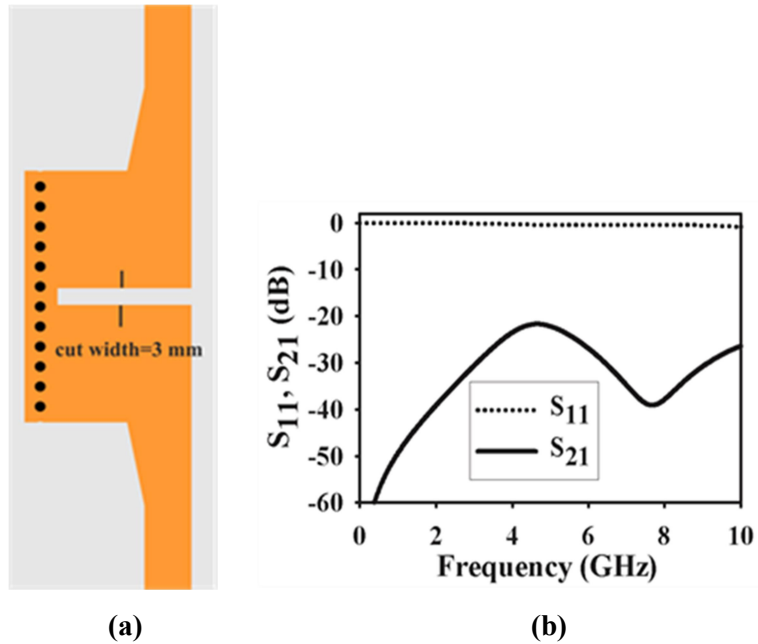 cut width=3 mm
(a)
S11, S21 (dB)
0
-10
-20
-30
-40
-50
-60
S11
S21
0 2 4 6 8 10
Frequency (GHz)
(b)